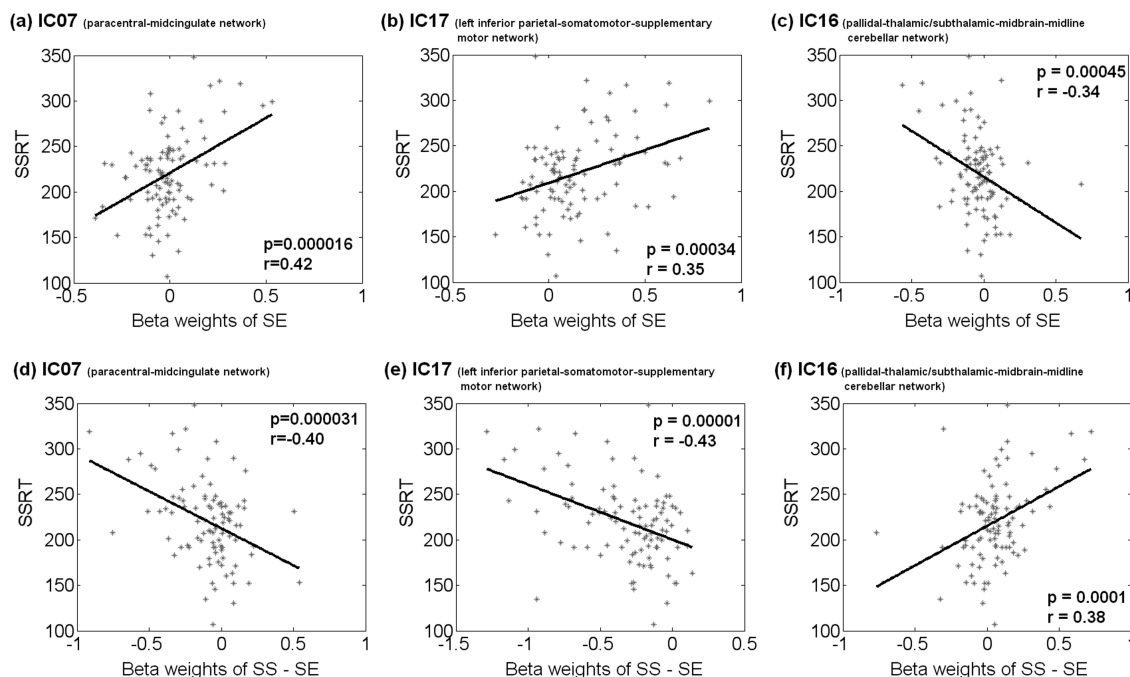 (a) IC07 (paracentral-midcingulate network)
350
300
250
200
150
100
SSRT
p=0.000016
r=0.42
-0.5
0
0.5
1
Beta weights of SE
(b) IC17 (left inferior parietal-somatomotor-supplementary
motor network)
350
300
250
200
150
100
SSRT
p = 0.00034
r = 0.35
-0.5
0
0.5
1
Beta weights of SE
(c) IC16 (pallidal-thalamic/subthalamic-midbrain-midline
cerebellar network)
350
300
250
200
150
100
SSRT
p = 0.00045
r = -0.34
-1
-0.5
0
0.5
1
Beta weights of SE
(d) IC07 (paracentral-midcingulate network)
350
300
250
200
150
100
SSRT
p=0.000031
r=-0.40
-1
-0.5
0
0.5
1
Beta weights of SS - SE
(e) IC17 (left inferior parietal-somatomotor-supplementary
motor network)
350
300
250
200
150
100
SSRT
p = 0.00001
r = -0.43
-1.5
-1
-0.5
0
0.5
Beta weights of SS - SE
(f) IC16 (pallidal-thalamic/subthalamic-midbrain-midline
cerebellar network)
350
300
250
200
150
100
SSRT
p = 0.0001
r = 0.38
-1
-0.5
0
0.5
1
Beta weights of SS - SE